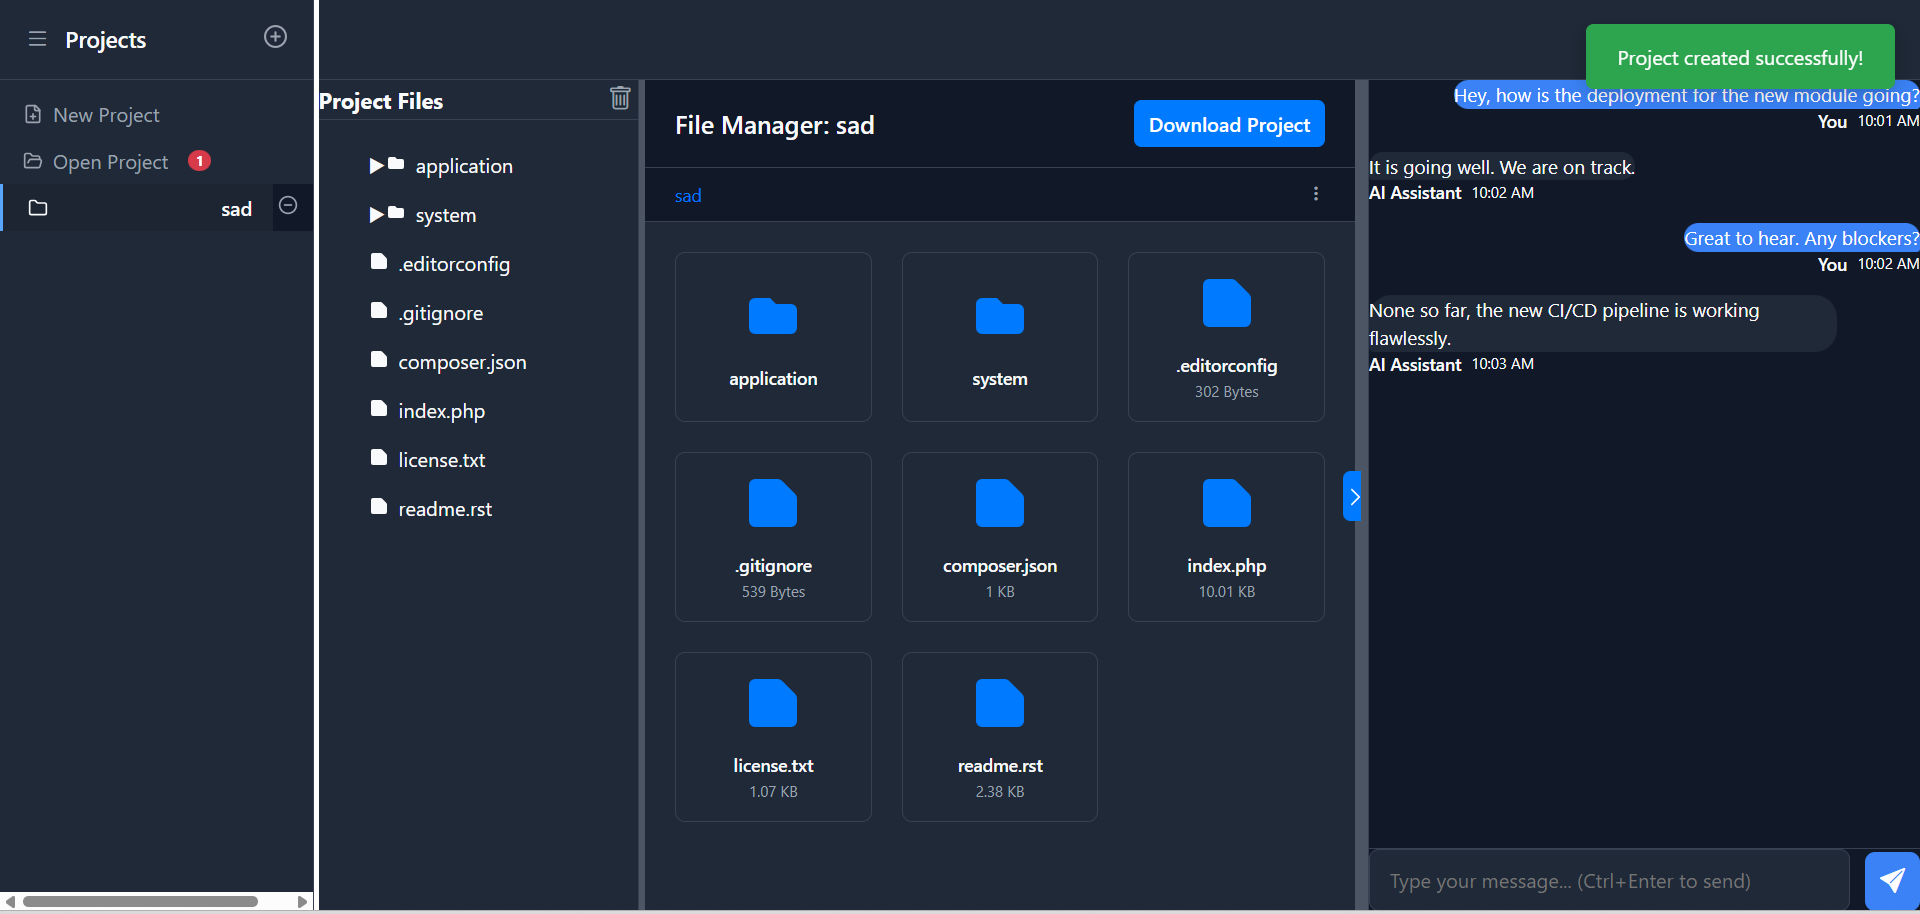 Projects
New Project
Open Project 1
sad
Project Files
application
system
.editorconfig
.gitignore
composer.json
index.php
license.txt
readme.rst
File Manager: sad
Download Project
sad
application
system
.editorconfig
302 Bytes
.gitignore
539 Bytes
composer.json
1 KB
index.php
10.01 KB
license.txt
1.07 KB
readme.rst
2.38 KB
Project created successfully!
Hey, how is the deployment for the new module going?
You 10:01 AM
It is going well. We are on track.
AI Assistant 10:02 AM
Great to hear. Any blockers?
You 10:02 AM
None so far, the new CI/CD pipeline is working
flawlessly.
AI Assistant 10:03 AM
Type your message... (Ctrl+Enter to send)